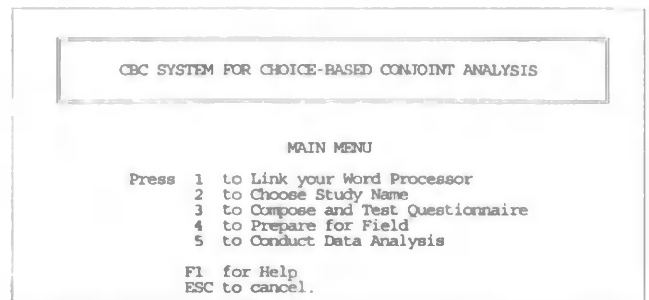 CBC SYSTEM FOR CHOICE-BASED CONJOINT ANALYSIS
MAIN MENU
Press 1 to Link your Word Processor
2 to Choose Study Name
3 to Compose and Test Questionnaire
4 to Prepare for Field
5 to Conduct Data Analysis
F1 for Help
ESC to cancel.